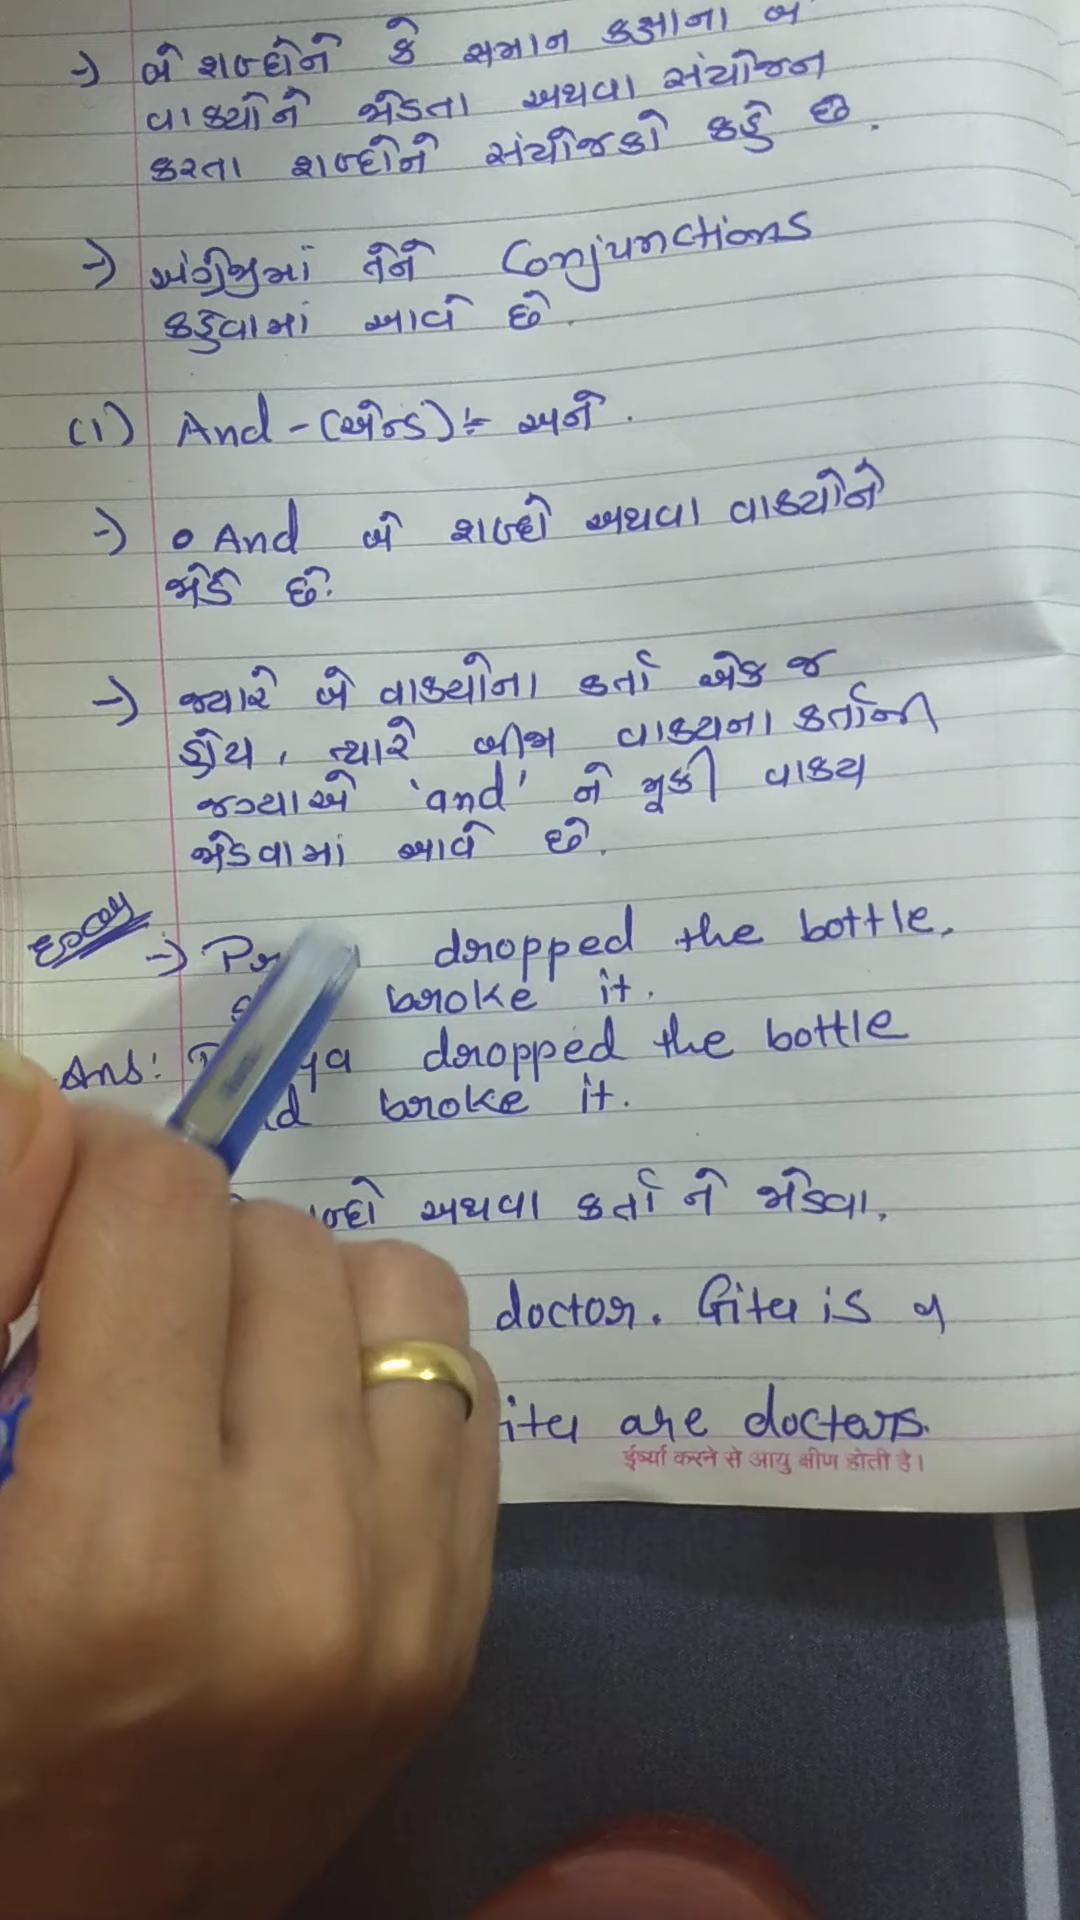 -> બે શબ્દોને કે સમાન કક્ષાના બે
વાક્યોને જોડતા અથવા સંયોજન
કરતા શબ્દોને સંયોજકો કહે છે.
-> અંગ્રેજીમાં તેને Conjunctions
કહેવામાં આવે છે.
(1) And - (એન્ડ) :- અને.
-> • And બે શબ્દો અથવા વાક્યોને
જોડે છે.
-> જ્યારે બે વાક્યોના કર્તા એક જ
હોય, ત્યારે બીજા વાક્યના કર્તાની
જગ્યાએ 'and' ને મૂકી વાક્ય
જોડવામાં આવે છે.
-> dropped the bottle.
broke it.
Ans: dropped the bottle
broke it.
અથવા કર્તા ને જોડવા.
doctor. Gita is a
are doctors.
ईर्ष्या करने से आयु क्षीण होती है।